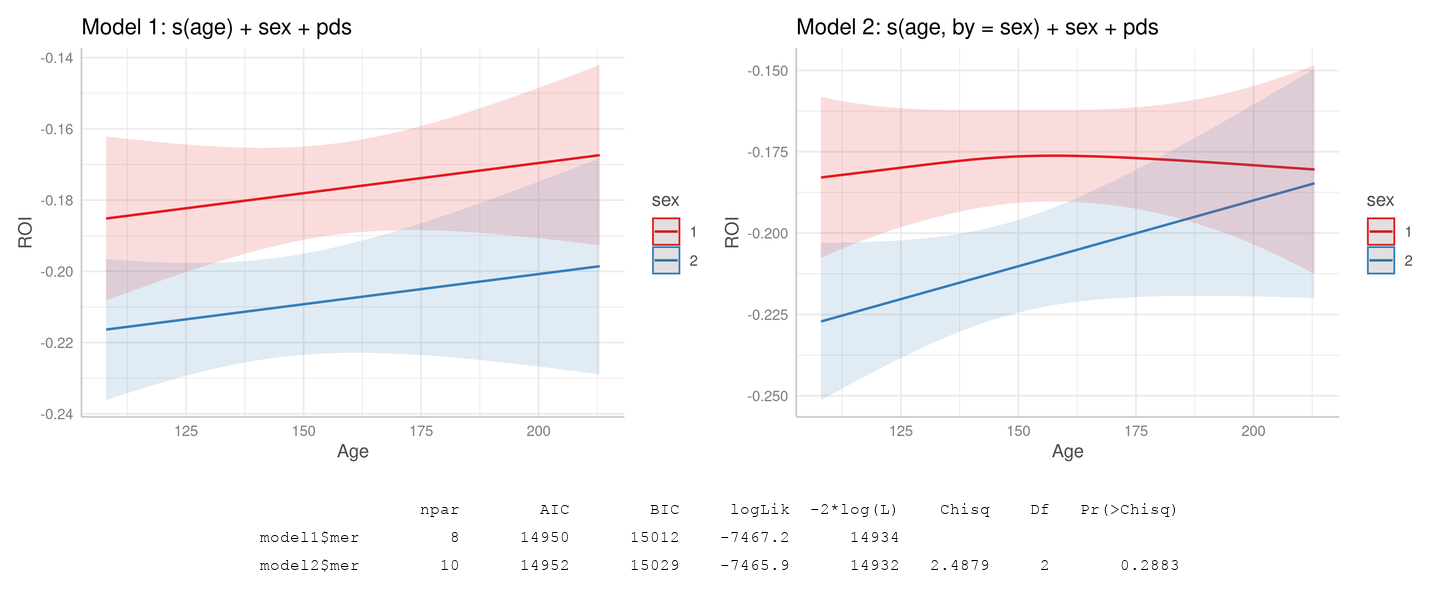 Model 1: s(age) + sex + pds
-0.14
-0.16
-0.18
-0.20
-0.22
-0.24
ROI
125 150 175 200
Age
sex
1
2
Model 2: s(age, by = sex) + sex + pds
-0.150
-0.175
-0.200
-0.225
-0.250
ROI
125 150 175 200
Age
sex
1
2
npar AIC BIC logLik -2*log(L) Chisq Df Pr(>Chisq)
model1$mer 8 14950 15012 -7467.2 14934
model2$mer 10 14952 15029 -7465.9 14932 2.4879 2 0.2883